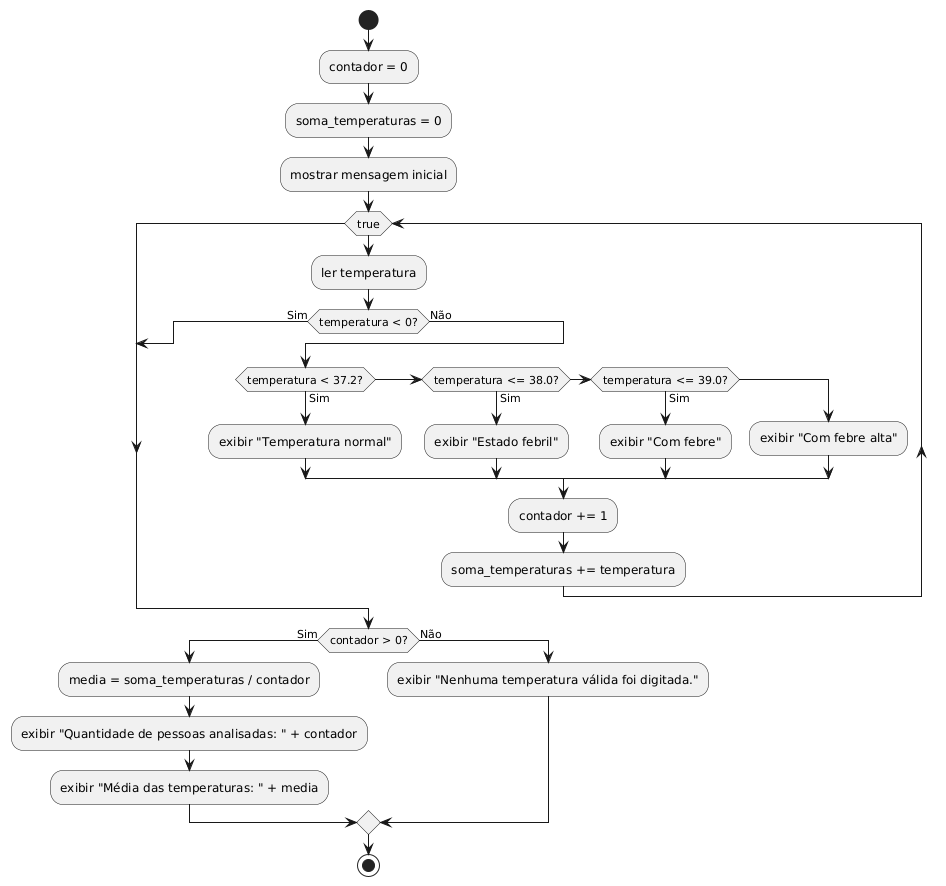 contador = 0
soma_temperaturas = 0
mostrar mensagem inicial
true
ler temperatura
Sim
temperatura < 0?
Não
temperatura < 37.2?
temperatura <= 38.0?
temperatura <= 39.0?
Sim
Sim
Sim
exibir "Temperatura normal"
exibir "Estado febril"
exibir "Com febre"
exibir "Com febre alta"
contador += 1
soma_temperaturas += temperatura
Sim
contador > 0?
Não
media = soma_temperaturas / contador
exibir "Nenhuma temperatura válida foi digitada."
exibir "Quantidade de pessoas analisadas: " + contador
exibir "Média das temperaturas: " + media